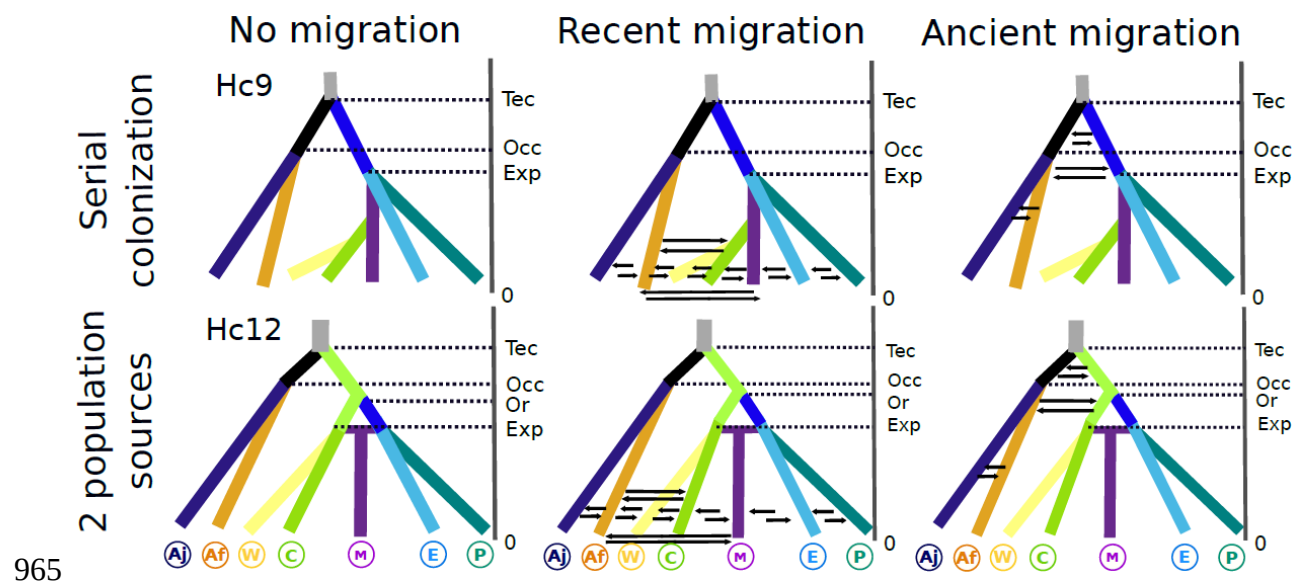 No migration
Recent migration
Ancient migration
Serial
colonization
Hc9
Tec
Occ
Exp
0
Tec
Occ
Exp
0
Tec
Occ
Exp
0
2 population
sources
Hc12
Tec
Occ
Or
Exp
0
Tec
Occ
Or
Exp
0
Tec
Occ
Or
Exp
0
Aj Af W C M E P
Aj Af W C M E P
Aj Af W C M E P
965